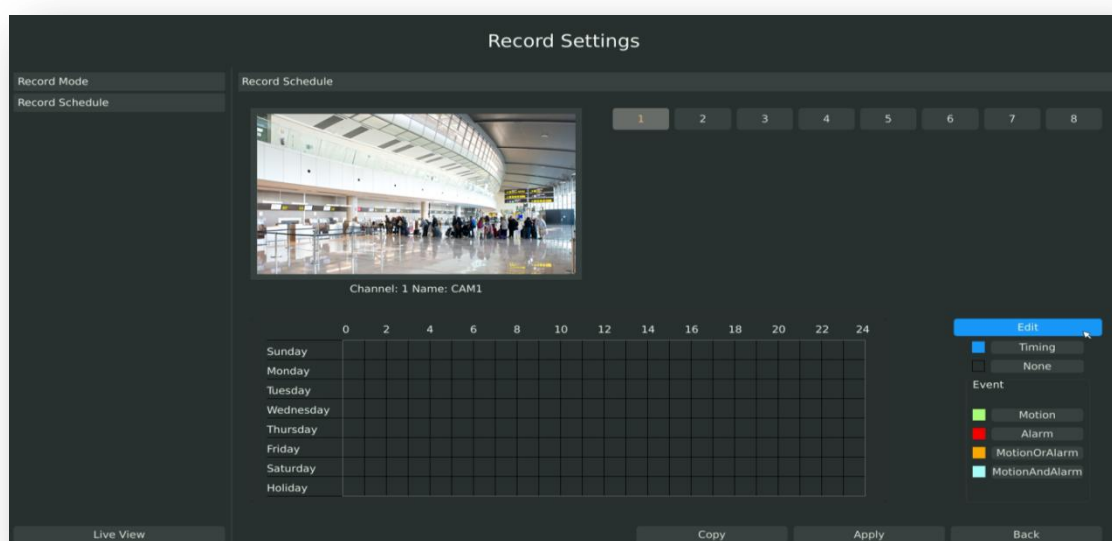 Record Settings
Record Mode
Record Schedule
Record Schedule
1 2 3 4 5 6 7 8
Channel: 1 Name: CAM1
0 2 4 6 8 10 12 14 16 18 20 22 24
Sunday
Monday
Tuesday
Wednesday
Thursday
Friday
Saturday
Holiday
Edit
Timing
None
Event
Motion
Alarm
MotionOrAlarm
MotionAndAlarm
Live View Copy Apply Back